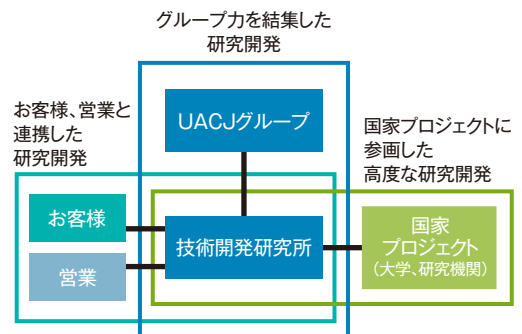 グループ力を結集した
研究開発
UACJグループ
お客様、営業と
連携した
研究開発
国家プロジェクトに
参画した
高度な研究開発
お客様
営業
技術開発研究所
国家
プロジェクト
（大学、研究機関）